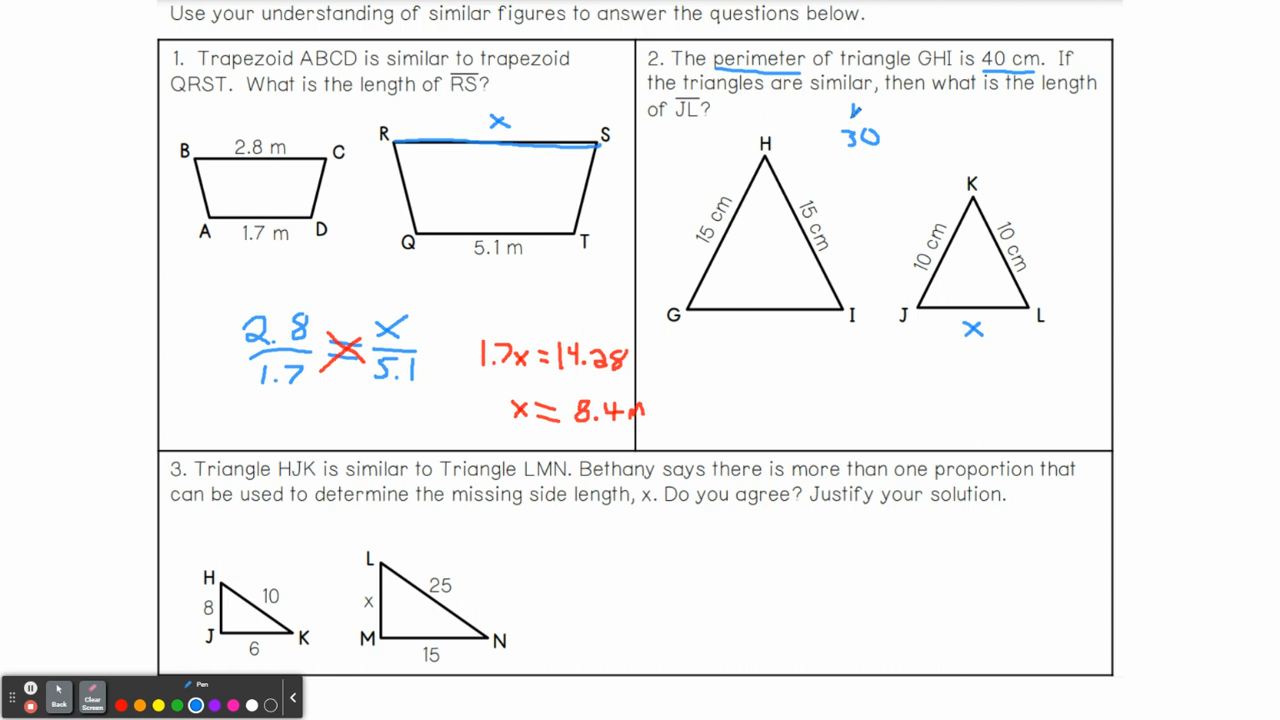 Use your understanding of similar figures to answer the questions below.
1. Trapezoid ABCD is similar to trapezoid
QRST. What is the length of RS?
B 2.8 m C
A 1.7 m D
R x S
Q 5.1 m T
2.8 = x
1.7 5.1
1.7x = 14.28
x = 8.4m
2. The perimeter of triangle GHI is 40 cm. If
the triangles are similar, then what is the length
of JL?
30
H
15 cm 15 cm
G I
K
10 cm 10 cm
J L
x
3. Triangle HJK is similar to Triangle LMN. Bethany says there is more than one proportion that
can be used to determine the missing side length, x. Do you agree? Justify your solution.
H
8 10
J K
6
L
x 25
M N
15
Pen
Back
Clear
Screen